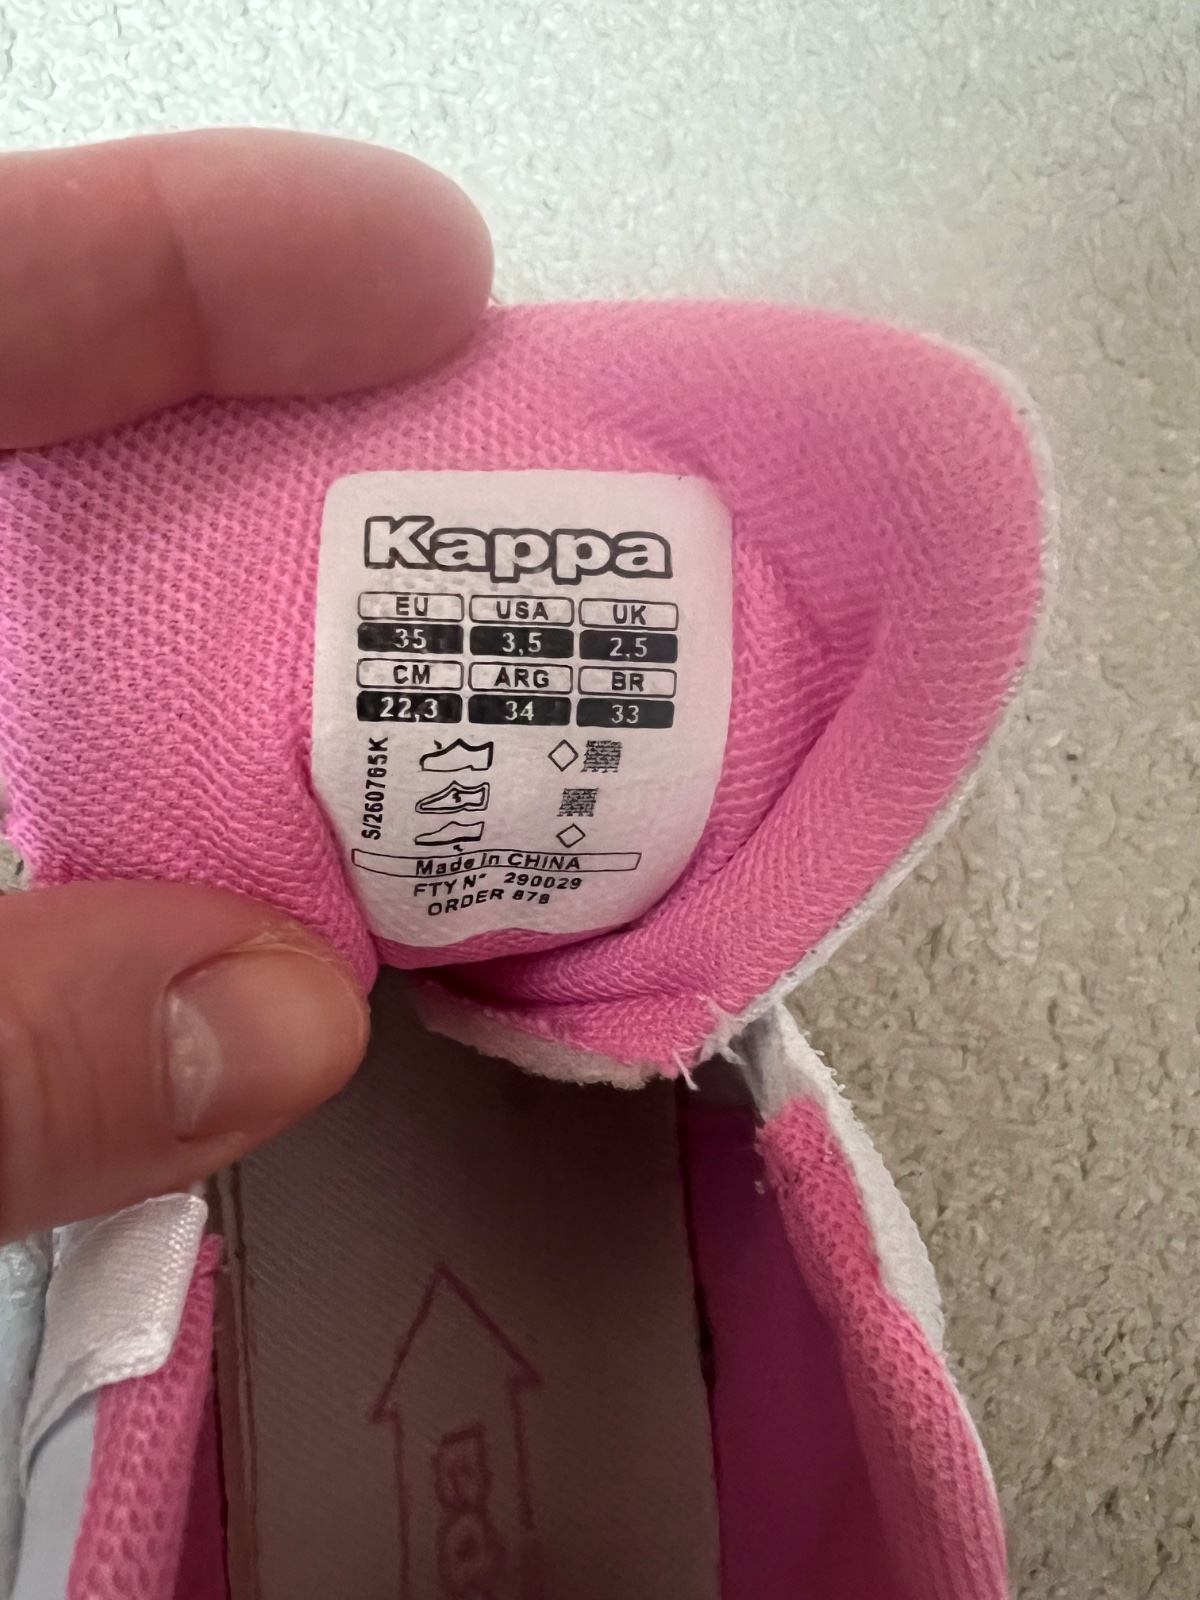 Kappa
EU USA UK
35 3,5 2,5
CM ARG BR
22,3 34 33
S/260765K
Made in CHINA
FTY N° 290029
ORDER 878